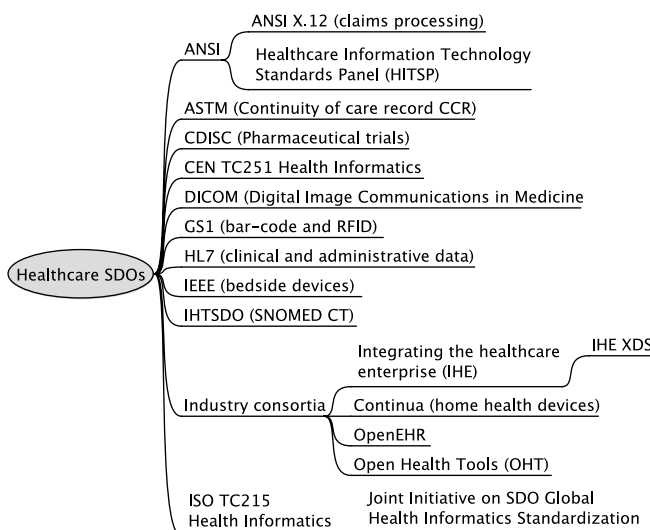 ANSI X.12 (claims processing)
ANSI
Healthcare Information Technology
Standards Panel (HITSP)
ASTM (Continuity of care record CCR)
CDISC (Pharmaceutical trials)
CEN TC251 Health Informatics
DICOM (Digital Image Communications in Medicine
GS1 (bar-code and RFID)
HL7 (clinical and administrative data)
Healthcare SDOs
IEEE (bedside devices)
IHTSDO (SNOMED CT)
IHE XDS
Integrating the healthcare
enterprise (IHE)
Industry consortia
Continua (home health devices)
OpenEHR
Open Health Tools (OHT)
ISO TC215
Health Informatics
Joint Initiative on SDO Global
Health Informatics Standardization